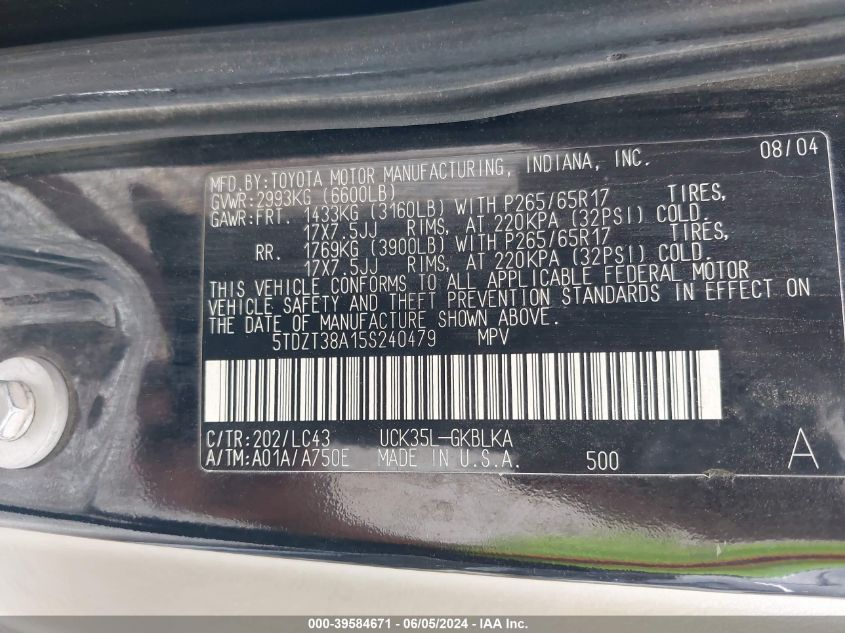 MFD.BY:TOYOTA MOTOR MANUFACTURING, INDIANA, INC. 08/04
GVWR:2993KG (6600LB)
GAWR:FRT. 1433KG (3160LB) WITH P265/65R17 TIRES,
17X7.5JJ RIMS, AT 220KPA (32PSI) COLD.
RR. 1769KG (3900LB) WITH P265/65R17 TIRES,
17X7.5JJ RIMS, AT 220KPA (32PSI) COLD.
THIS VEHICLE CONFORMS TO ALL APPLICABLE FEDERAL MOTOR
VEHICLE SAFETY AND THEFT PREVENTION STANDARDS IN EFFECT ON
THE DATE OF MANUFACTURE SHOWN ABOVE.
5TDZT38A15S240479 MPV
C/TR:202/LC43 UCK35L-GKBLKA
A/TM:A01A/A750E MADE IN U.S.A. 500 A
000-39584671 - 06/05/2024 - IAAI.com